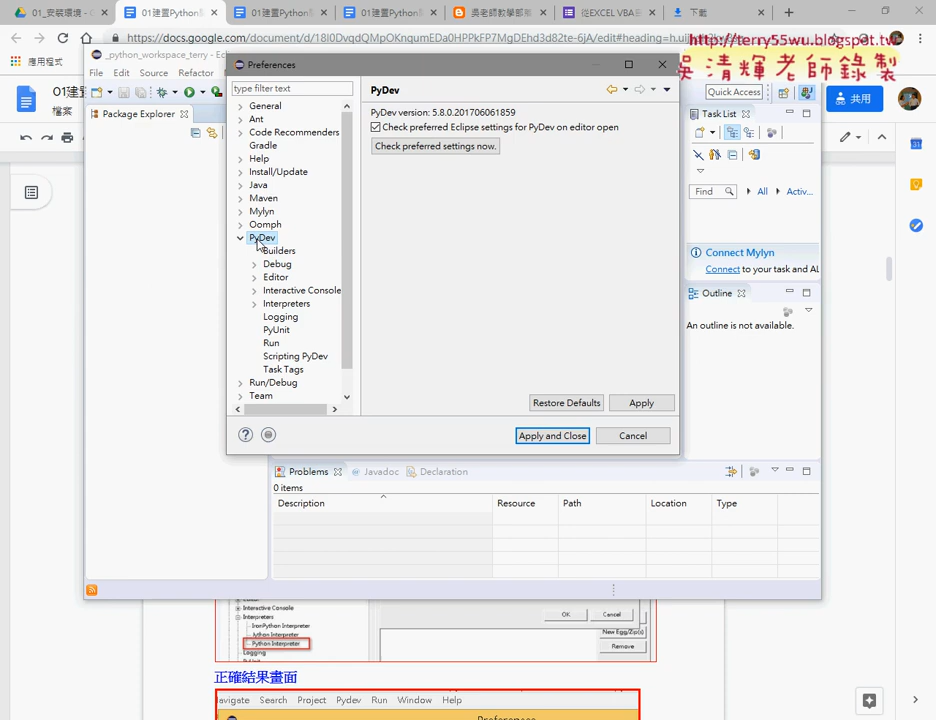 01_安裝環境 - G
01建置Python開
01建置Python開
01建置Python開
吳老師教學部落
從EXCEL VBA到
下載
https://docs.google.com/document/d/18I0DvqdQMpOKnqumEDa0HPPkFP7MgDEhd3d82te-6jA/edit#heading=h.ui
http://terry55wu.blogspot.tw
吳清輝老師錄製
應用程式
_python_workspace_terry - Ec
Preferences
01建置
檔案
共用
File Edit Source Refactor
type filter text
PyDev
Quick Access
Package Explorer
General
Ant
Code Recommenders
Gradle
Help
Install/Update
Java
Maven
Mylyn
Oomph
PyDev
Builders
Debug
Editor
Interactive Console
Interpreters
Logging
PyUnit
Run
Scripting PyDev
Task Tags
Run/Debug
Team
PyDev version: 5.8.0.201706061859
Check preferred Eclipse settings for PyDev on editor open
Check preferred settings now.
Restore Defaults Apply
Apply and Close Cancel
Task List
Find All Activ...
Connect Mylyn
Connect to your task and AL
Outline
An outline is not available.
Problems Javadoc Declaration
0 items
Description Resource Path Location Type
Interactive Console
Interpreters
IronPython Interpreter
Jython Interpreter
Python Interpreter
Logging
OK Cancel
New Egg/Zip(s)
Remove
正確結果畫面
avigate Search Project Pydev Run Window Help
Preferences